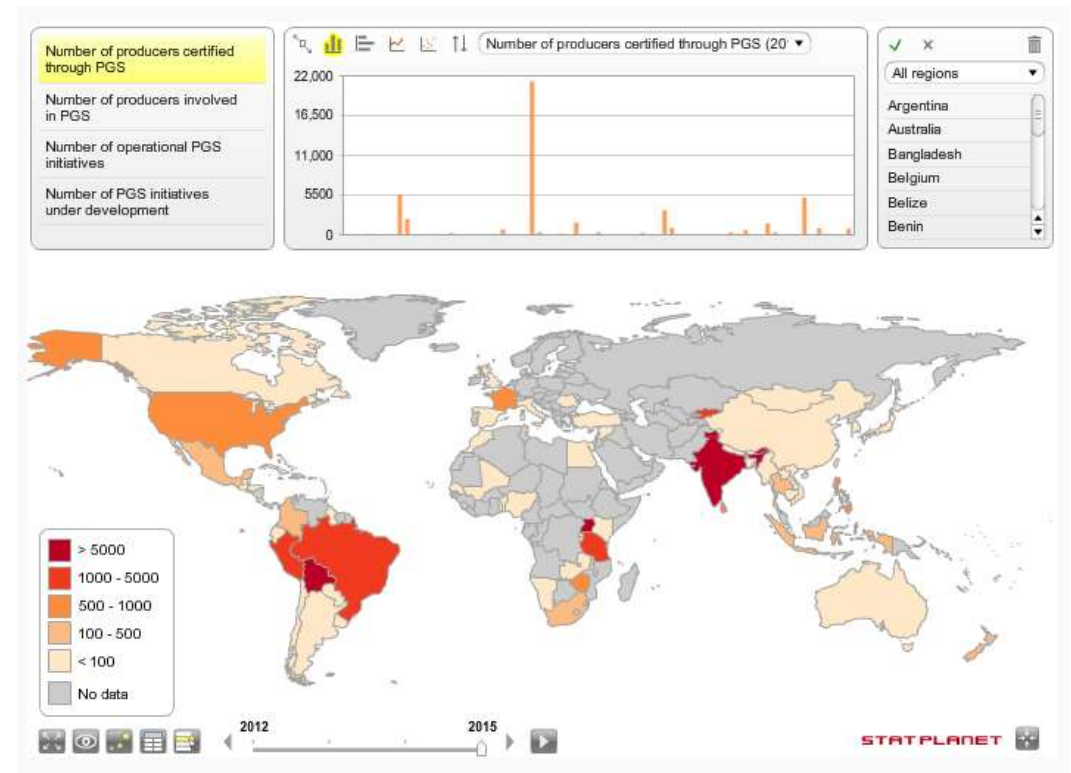 Number of producers certified
through PGS
Number of producers involved
in PGS
Number of operational PGS
initiatives
Number of PGS initiatives
under development
Number of producers certified through PGS (20
22,000
16,500
11,000
5500
0
All regions
Argentina
Australia
Bangladesh
Belgium
Belize
Benin
> 5000
1000 - 5000
500 - 1000
100 - 500
< 100
No data
2012
2015
STATPLANET